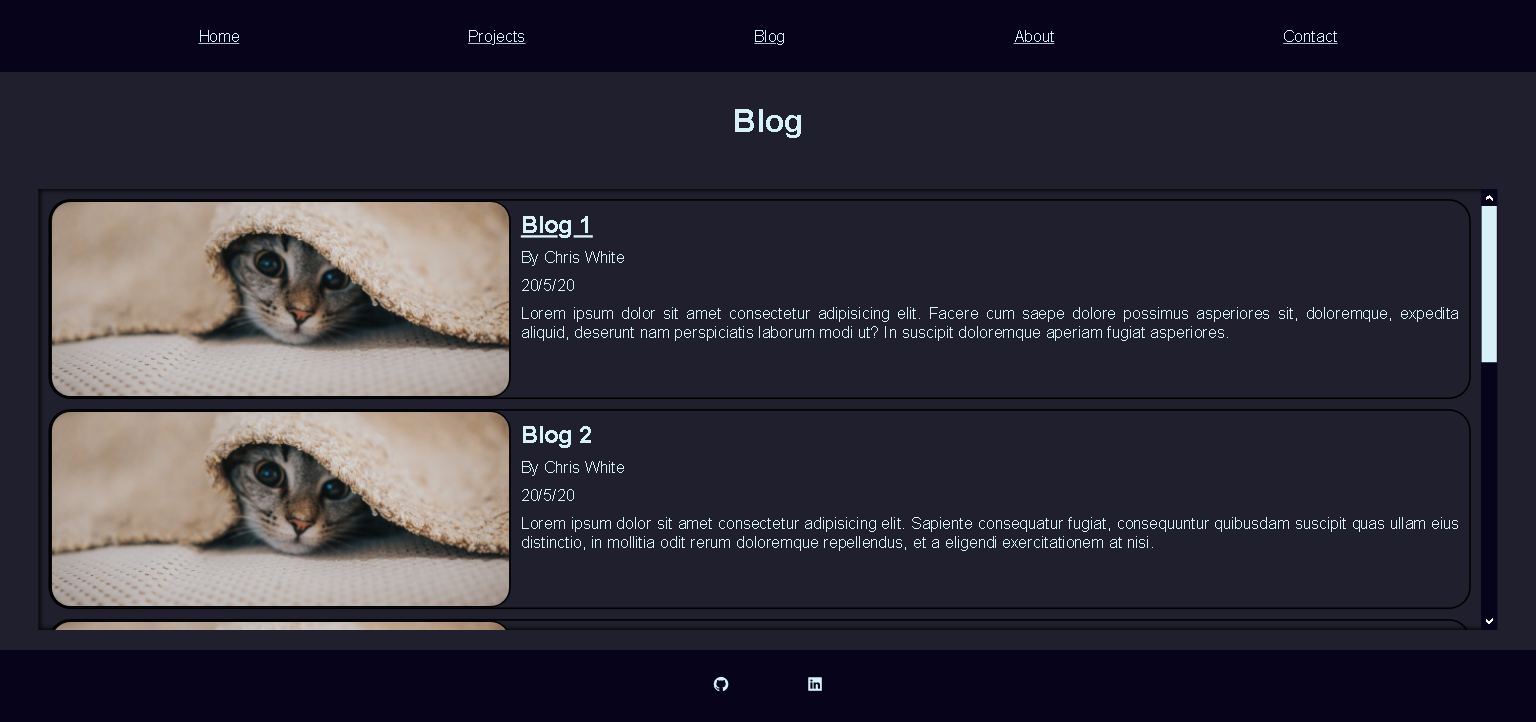 Home
Projects
Blog
About
Contact
Blog
Blog 1
By Chris White
20/5/20
Lorem ipsum dolor sit amet consectetur adipisicing elit. Facere cum saepe dolore possimus asperiores sit, doloremque, expedita
aliquid, deserunt nam perspiciatis laborum modi ut? In suscipit doloremque aperiam fugiat asperiores.
Blog 2
By Chris White
20/5/20
Lorem ipsum dolor sit amet consectetur adipisicing elit. Sapiente consequatur fugiat, consequuntur quibusdam suscipit quas ullam eius
distinctio, in mollitia odit rerum doloremque repellendus, et a eligendi exercitationem at nisi.
in